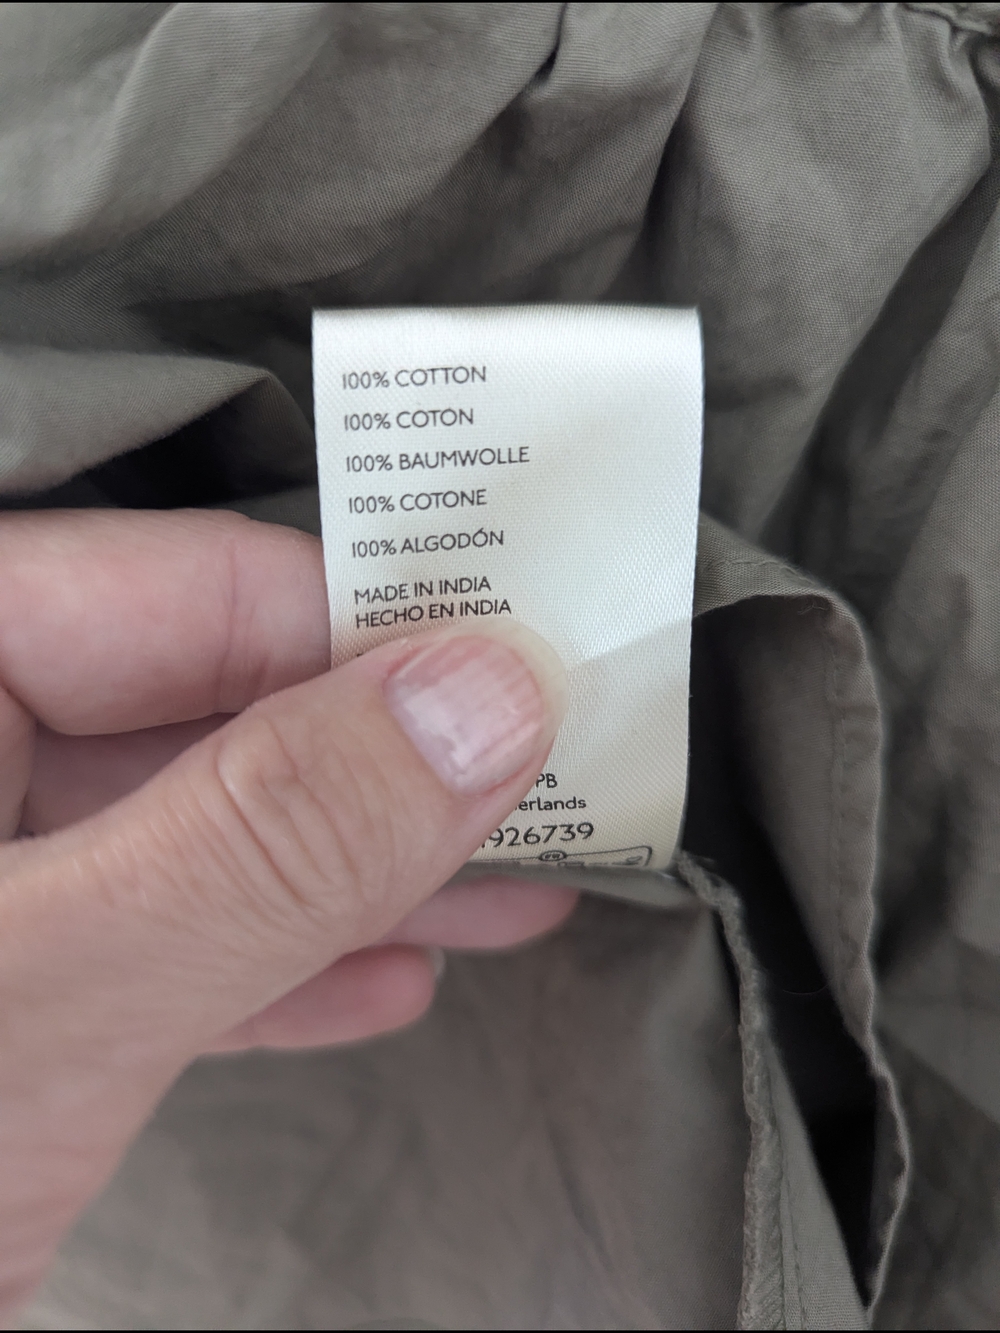 100% COTTON
100% COTON
100% BAUMWOLLE
100% COTONE
100% ALGODÓN
MADE IN INDIA
HECHO EN INDIA
PB
erlands
926739
FR